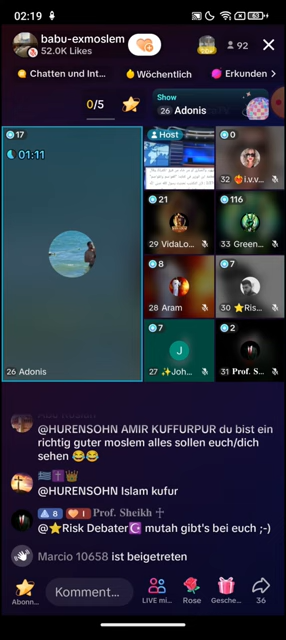 02:19
63
babu-exmoslem
52.0K Likes
92
Chatten und Int...
Wöchentlich
Erkunden >
0/5
Show
26 Adonis
17
01:11
Host
0
32 i.v.v...
21
116
29 VidaLo...
33 Green...
8
7
28 Aram
30 ⭐Ris...
7
2
J
26 Adonis
27 ✨Joh...
31 𝐏𝐫𝐨𝐟. 𝐒...
@HURENSOHN AMIR KUFFURPUR du bist ein
richtig guter moslem alles sollen euch/dich
sehen 😂😂
🇬🇷✝️👑
@HURENSOHN Islam kufur
8 1 𝐏𝐫𝐨𝐟. 𝐒𝐡𝐞𝐢𝐤𝐡 ♱
@⭐Risk Debater☪️ mutah gibt's bei euch ;-)
Marcio 10658 ist beigetreten
Abonn...
Komment...
LIVE mi...
Rose
Gesche...
36